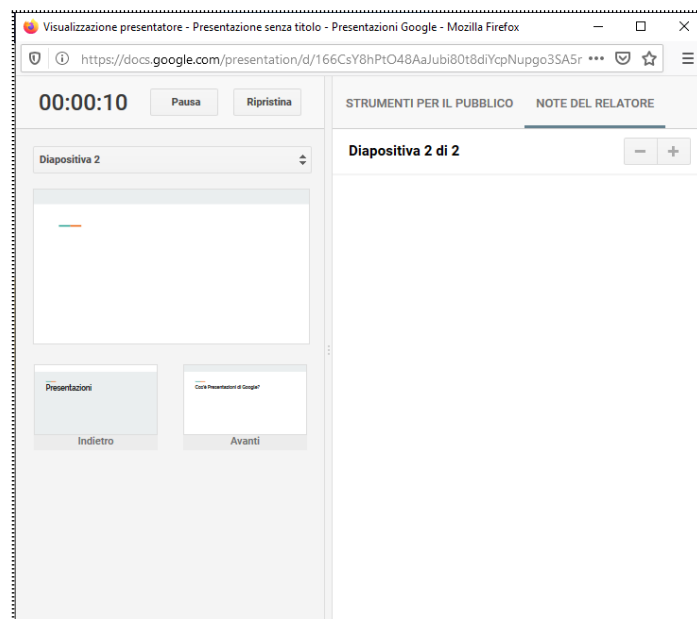 Visualizzazione presentatore - Presentazione senza titolo - Presentazioni Google - Mozilla Firefox
https://docs.google.com/presentation/d/166CsY8hPtO48AaJubi80t8diYcpNupgo3SA5r
00:00:10
Pausa
Ripristina
STRUMENTI PER IL PUBBLICO
NOTE DEL RELATORE
Diapositiva 2
Diapositiva 2 di 2
Presentazioni
Cos'è Presentazioni di Google?
Indietro
Avanti